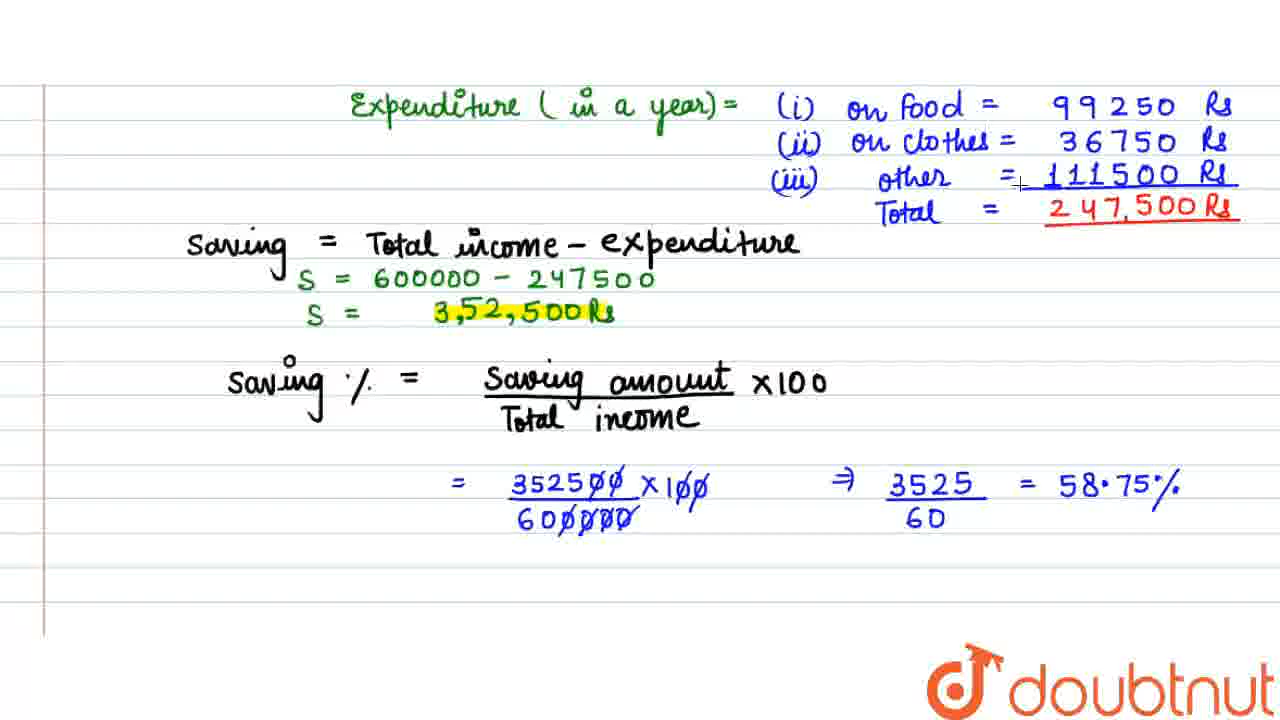 Expenditure ( in a year) = (i) on food = 99250 Rs
(ii) on clothes = 36750 Rs
(iii) other = 111500 Rs
Total = 247,500 Rs
Saving = Total income - expenditure
S = 600000 - 247500
S = 3,52,500 Rs
Saving % = Saving amount / Total income × 100
= 352500 / 600000 × 100 ⇒ 3525 / 60 = 58.75%
doubtnut